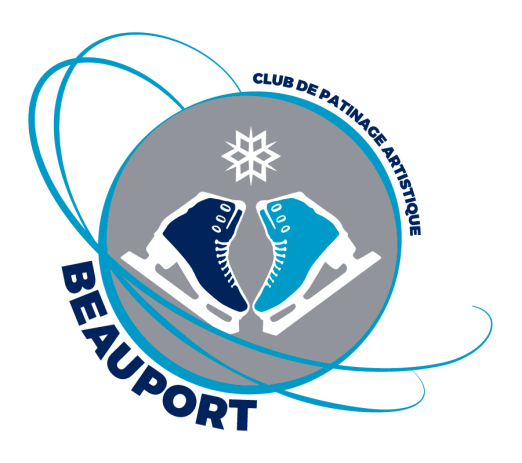 CLUB DE PATINAGE ARTISTIQUE
BEAUPORT